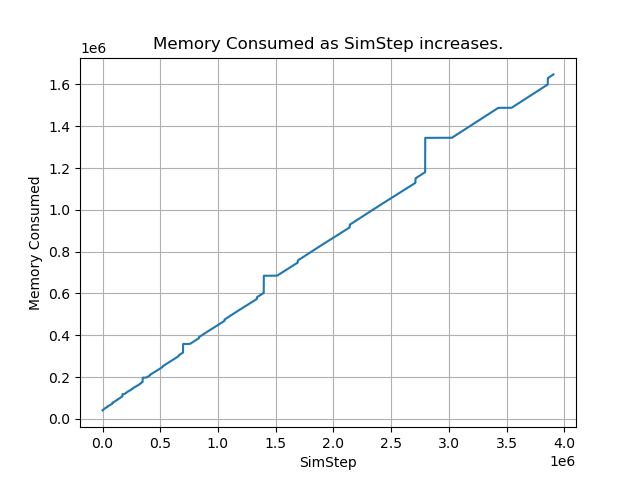 Memory Consumed as SimStep increases.
1e6
1.6
1.4
1.2
1.0
0.8
0.6
0.4
0.2
0.0
Memory Consumed
0.0 0.5 1.0 1.5 2.0 2.5 3.0 3.5 4.0
SimStep
1e6